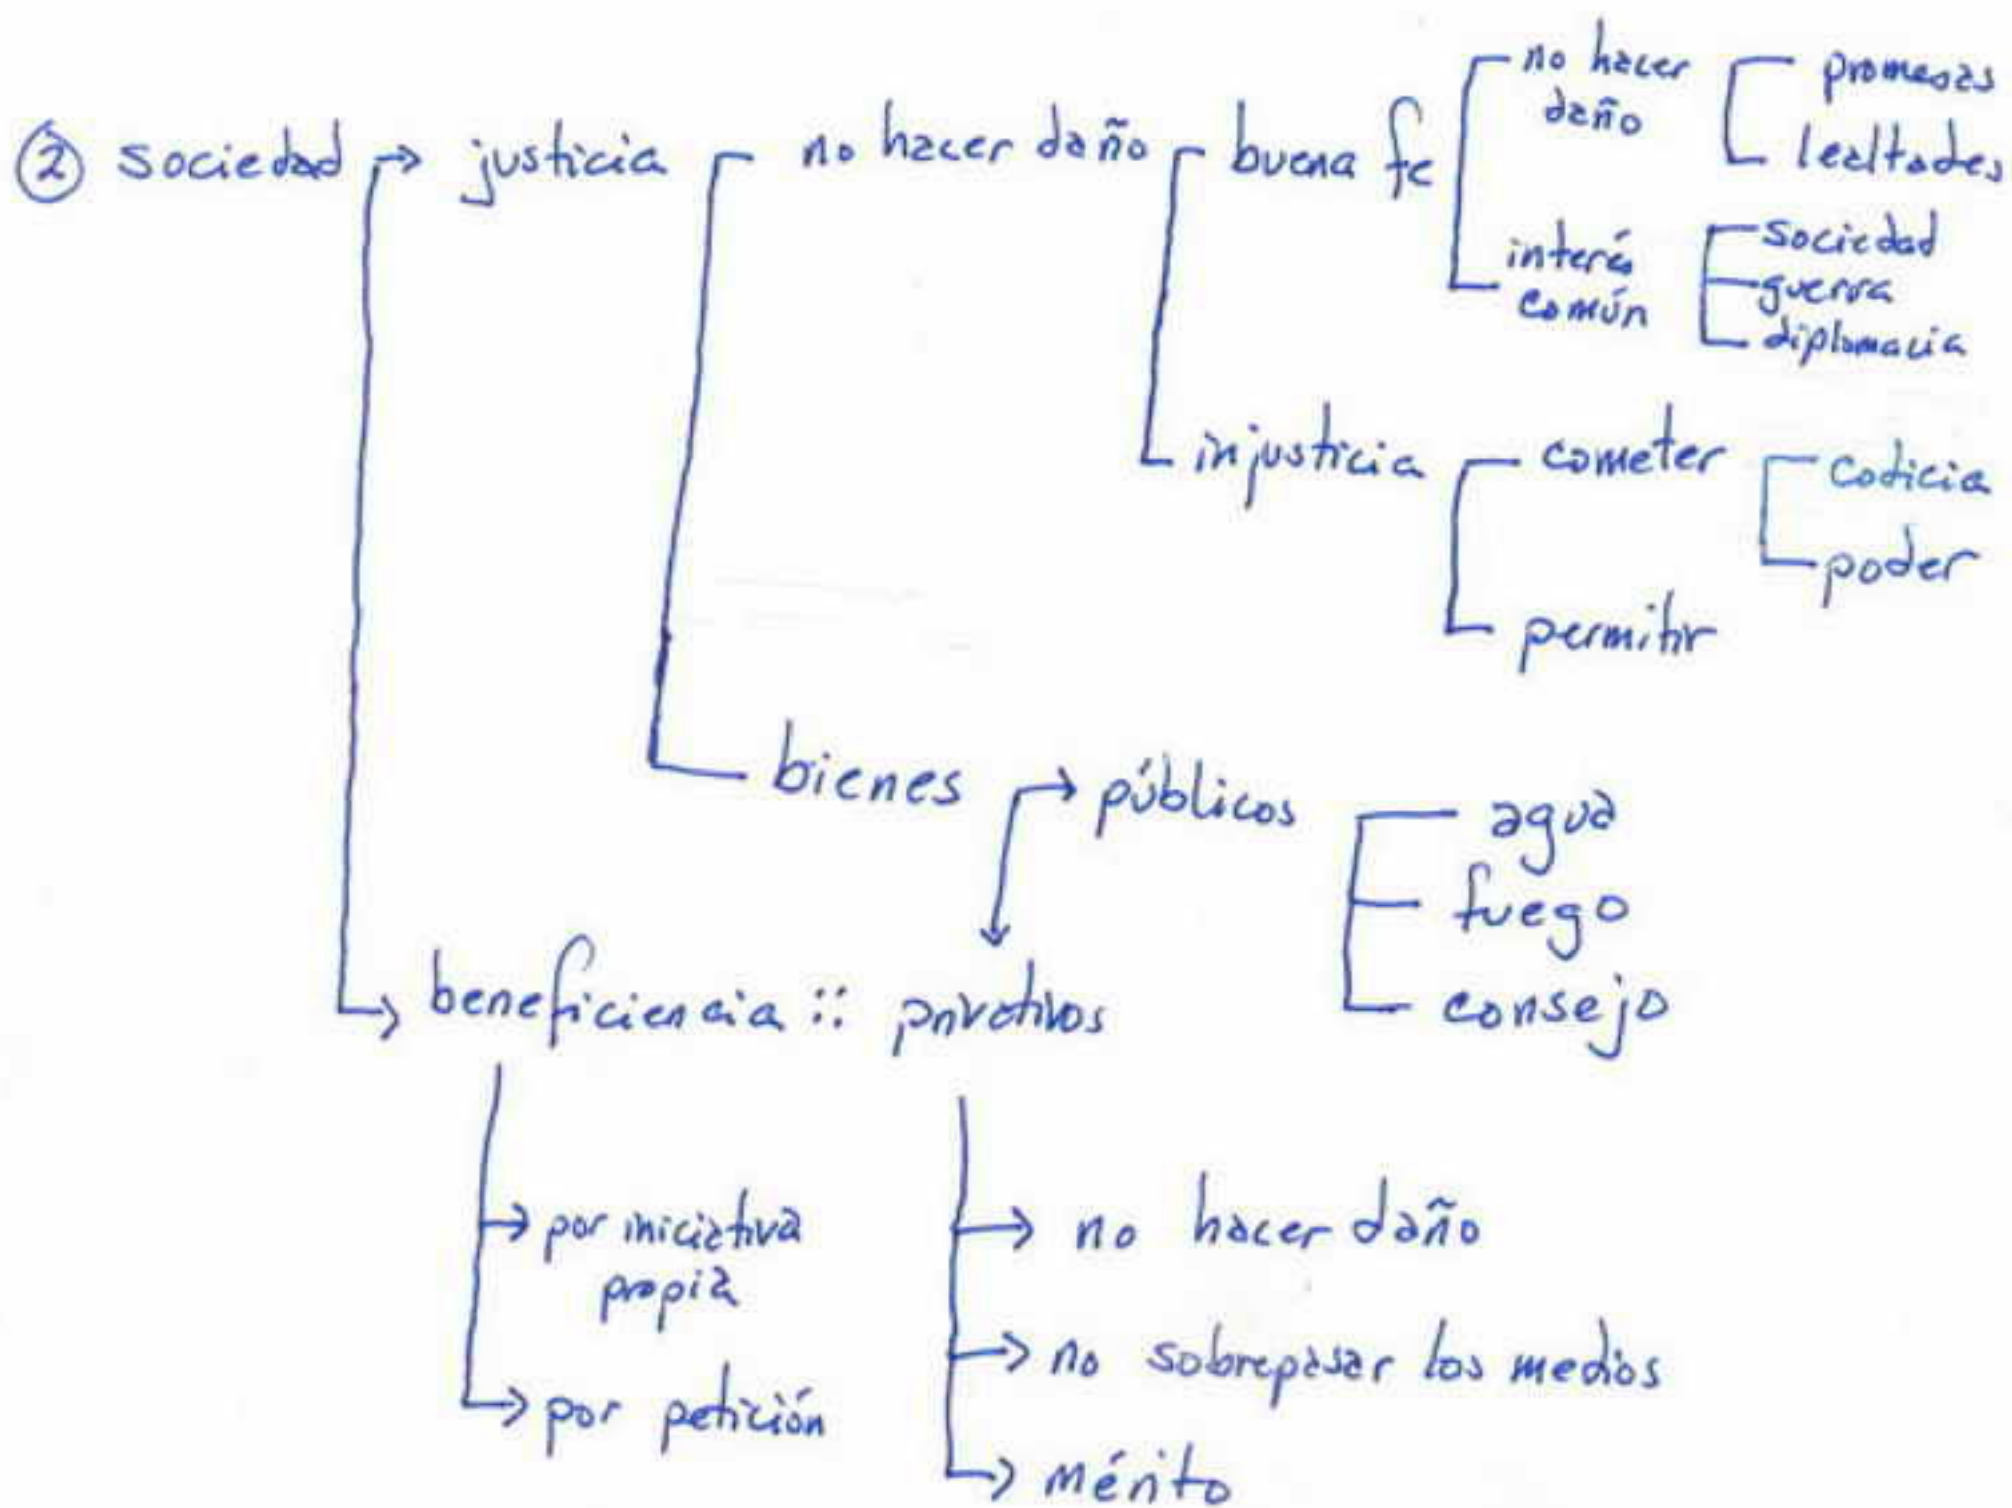 ② sociedad → justicia no hacer daño buena fe
no hacer
daño
promesas
lealtades
interés
común
sociedad
guerra
diplomacia
injusticia
cometer
codicia
poder
permitir
bienes → públicos
agua
fuego
consejo
beneficiencia :: privativos
→ por iniciativa
propia
→ por petición
→ no hacer daño
→ no sobrepasar los medios
→ mérito